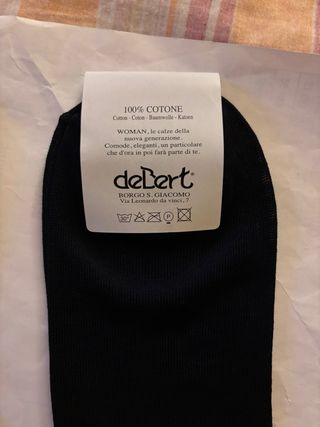 100% COTONE
Cotton - Coton - Baumwolle - Katoen
WOMAN, le calze della
nuova generazione.
Comode, eleganti, un particolare
che d'ora in poi farà parte di te.
deBert®
BORGO S. GIACOMO
Via Leonardo da vinci, 7
P